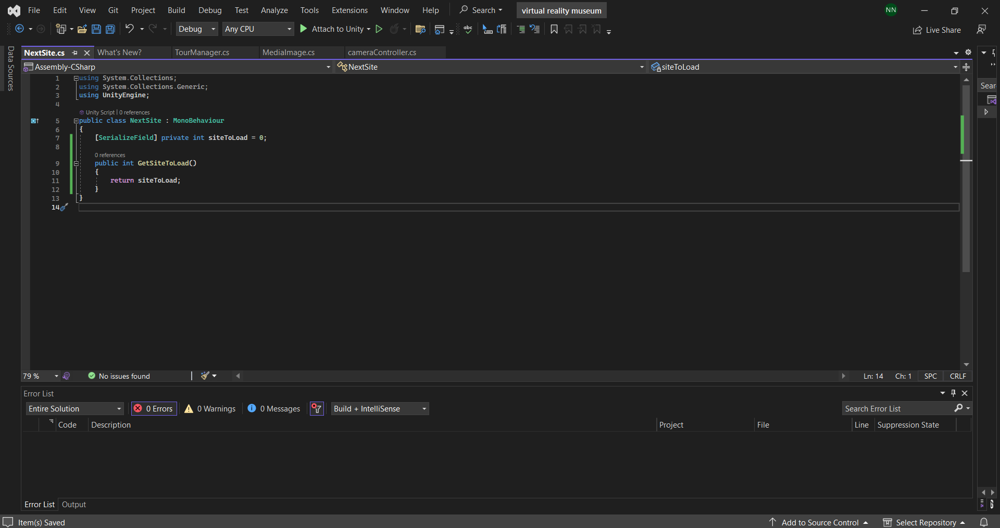 File Edit View Git Project Build Debug Test Analyze Tools Extensions Window Help Search virtual reality museum NN
Debug Any CPU Attach to Unity abc Live Share
Data Sources
NextSite.cs What's New? TourManager.cs MediaImage.cs cameraController.cs
Assembly-CSharp NextSite siteToLoad
1 using System.Collections;
2 using System.Collections.Generic;
3 using UnityEngine;
4
Unity Script | 0 references
5 public class NextSite : MonoBehaviour
6 {
7 [SerializeField] private int siteToLoad = 0;
8
0 references
9 public int GetSiteToLoad()
10 {
11 return siteToLoad;
12 }
13 }
14
Sear
79 % No issues found Ln: 14 Ch: 1 SPC CRLF
Error List
Entire Solution 0 Errors 0 Warnings 0 Messages Build + IntelliSense Search Error List
Code Description Project File Line Suppression State
Error List Output
Item(s) Saved Add to Source Control Select Repository